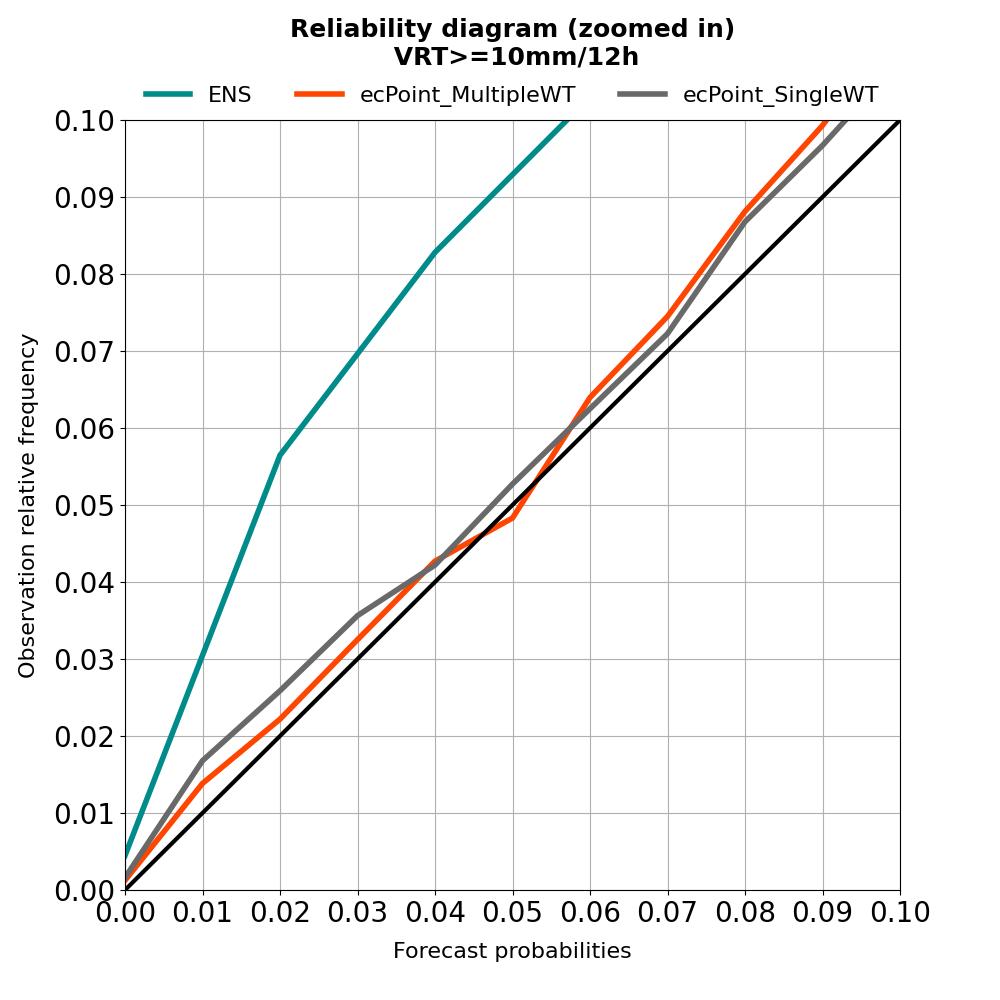 Reliability diagram (zoomed in)
VRT>=10mm/12h
ENS ecPoint_MultipleWT ecPoint_SingleWT
0.10
0.09
0.08
0.07
0.06
0.05
0.04
0.03
0.02
0.01
0.00
Observation relative frequency
0.00 0.01 0.02 0.03 0.04 0.05 0.06 0.07 0.08 0.09 0.10
Forecast probabilities